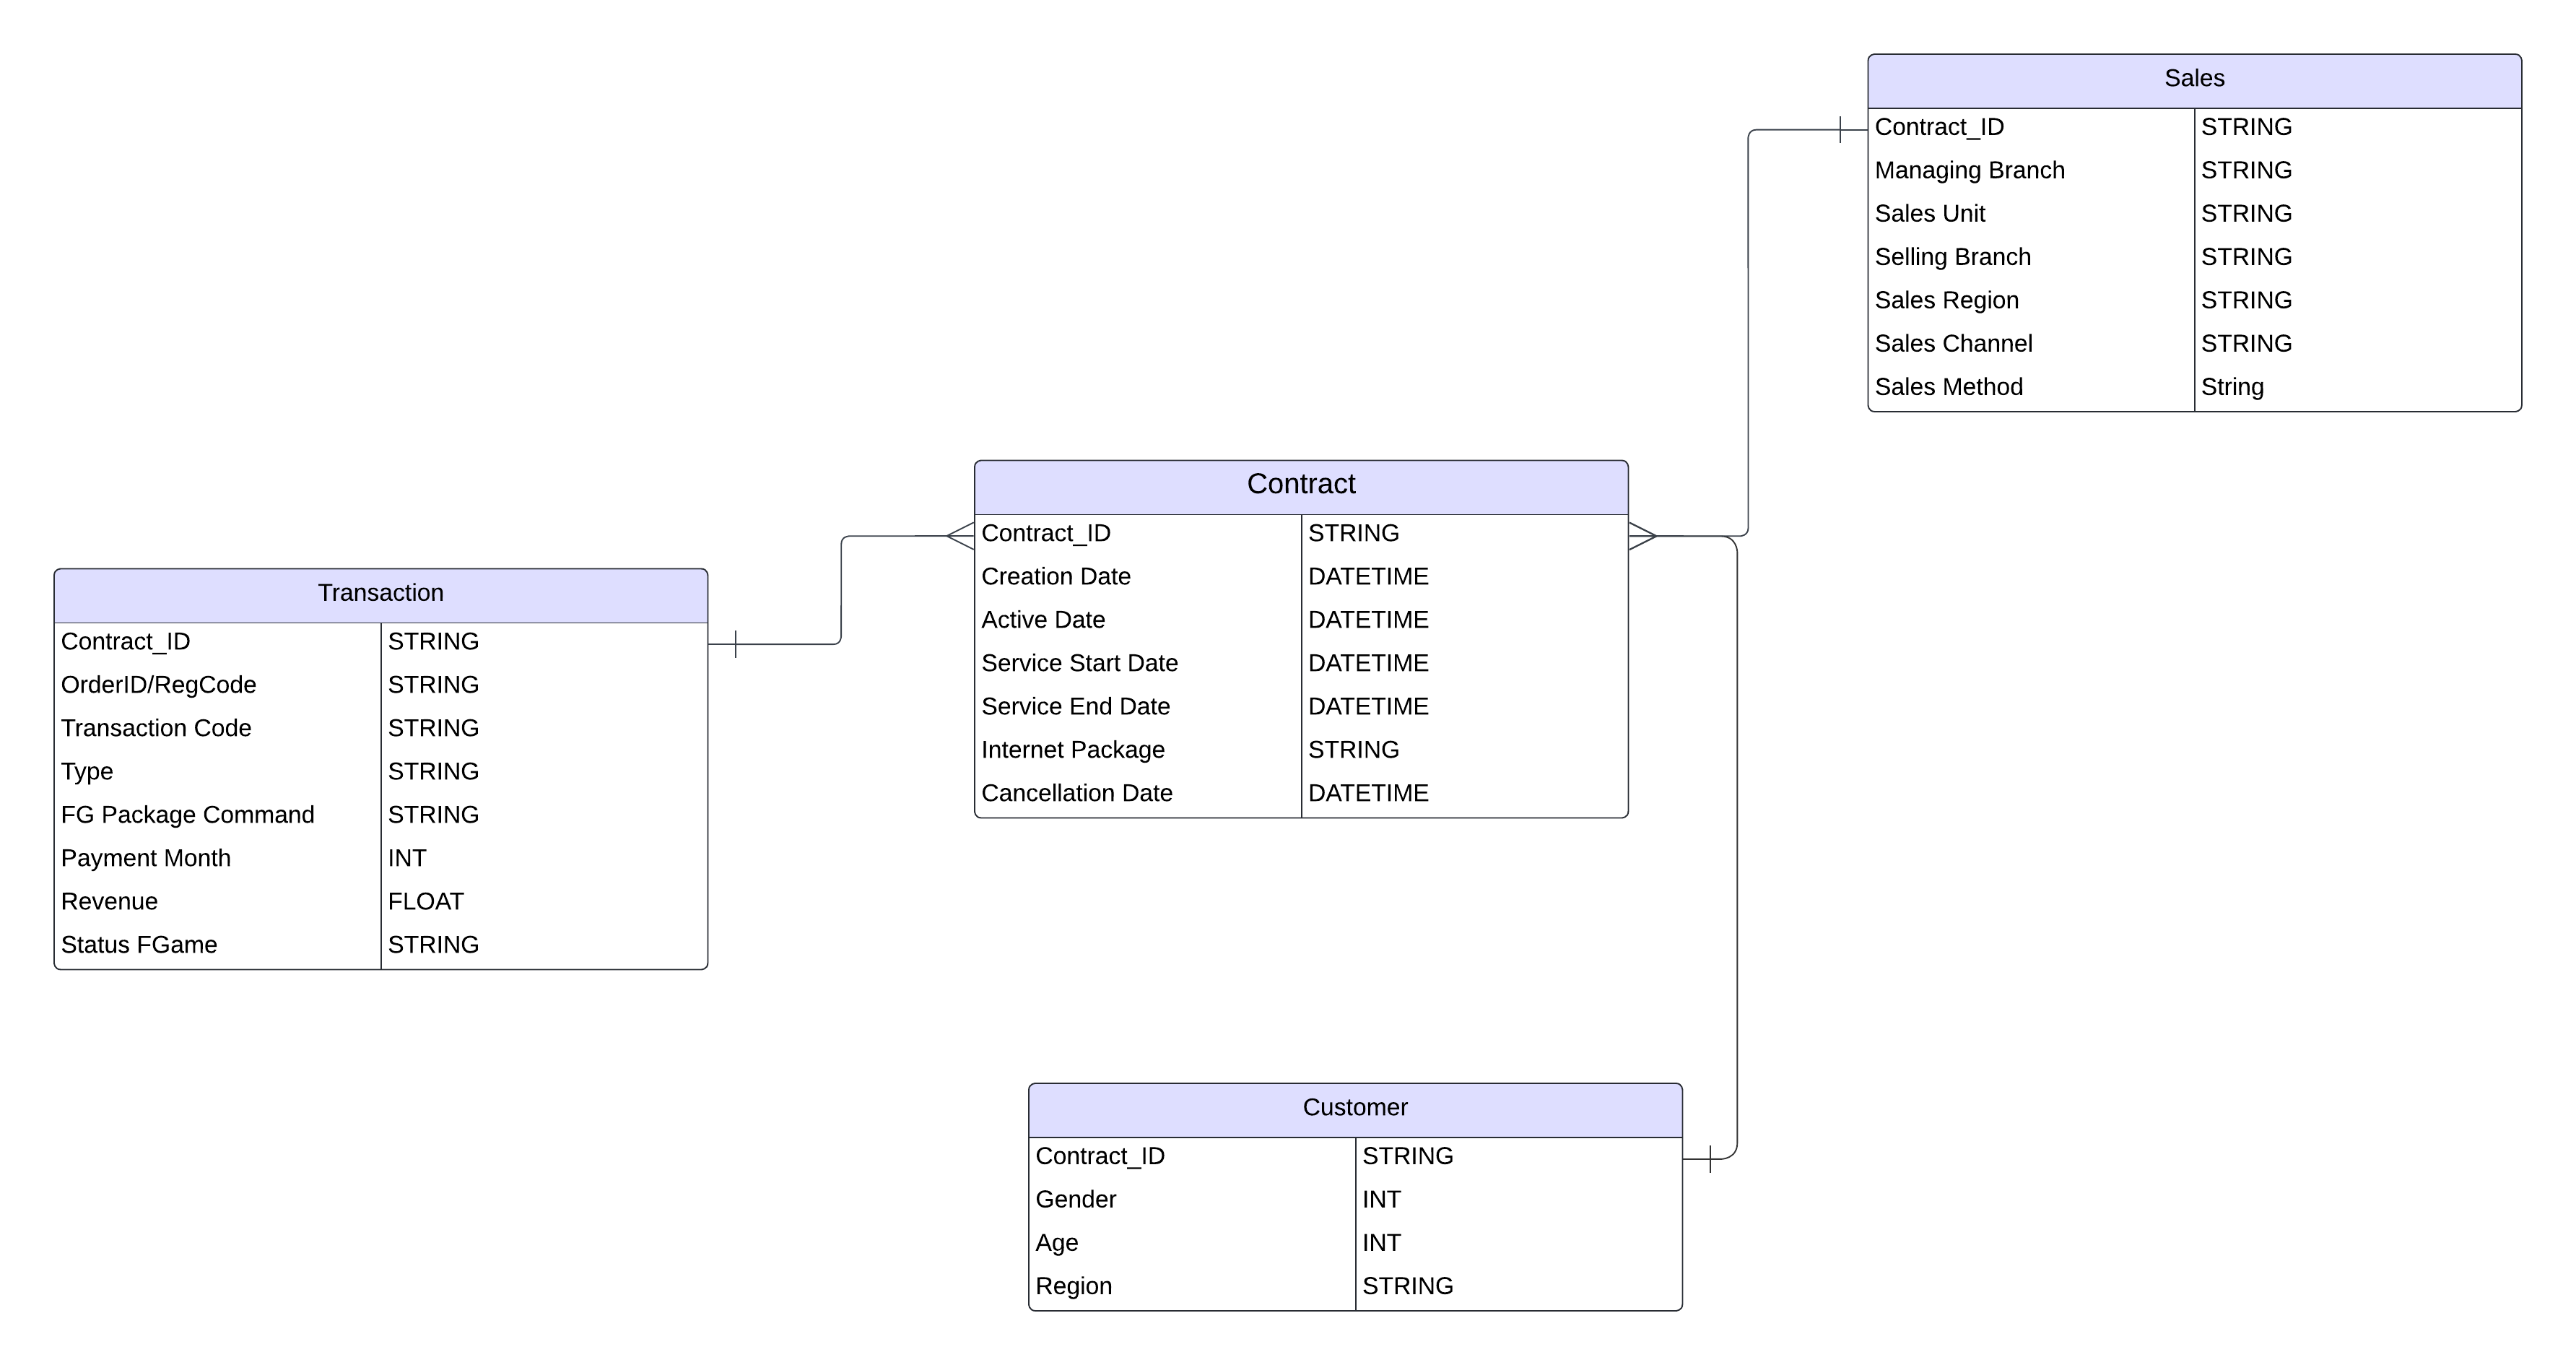 Sales
Contract_ID STRING
Managing Branch STRING
Sales Unit STRING
Selling Branch STRING
Sales Region STRING
Sales Channel STRING
Sales Method String
Contract
Contract_ID STRING
Creation Date DATETIME
Active Date DATETIME
Service Start Date DATETIME
Service End Date DATETIME
Internet Package STRING
Cancellation Date DATETIME
Transaction
Contract_ID STRING
OrderID/RegCode STRING
Transaction Code STRING
Type STRING
FG Package Command STRING
Payment Month INT
Revenue FLOAT
Status FGame STRING
Customer
Contract_ID STRING
Gender INT
Age INT
Region STRING